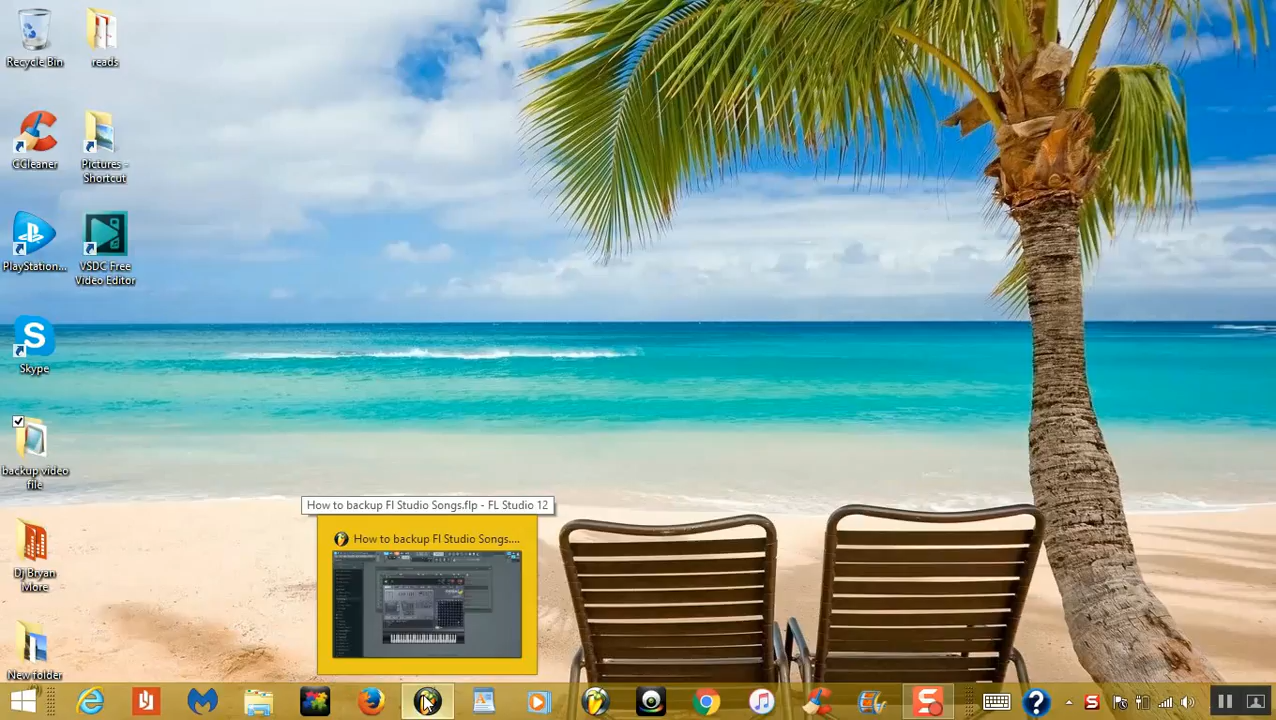 Recycle Bin
reads
CCleaner
Pictures -
Shortcut
PlayStation...
VSDC Free
Video Editor
Skype
backup video
file
Dj Bryan
More
New folder
How to backup Fl Studio Songs.flp - FL Studio 12
How to backup Fl Studio Songs....